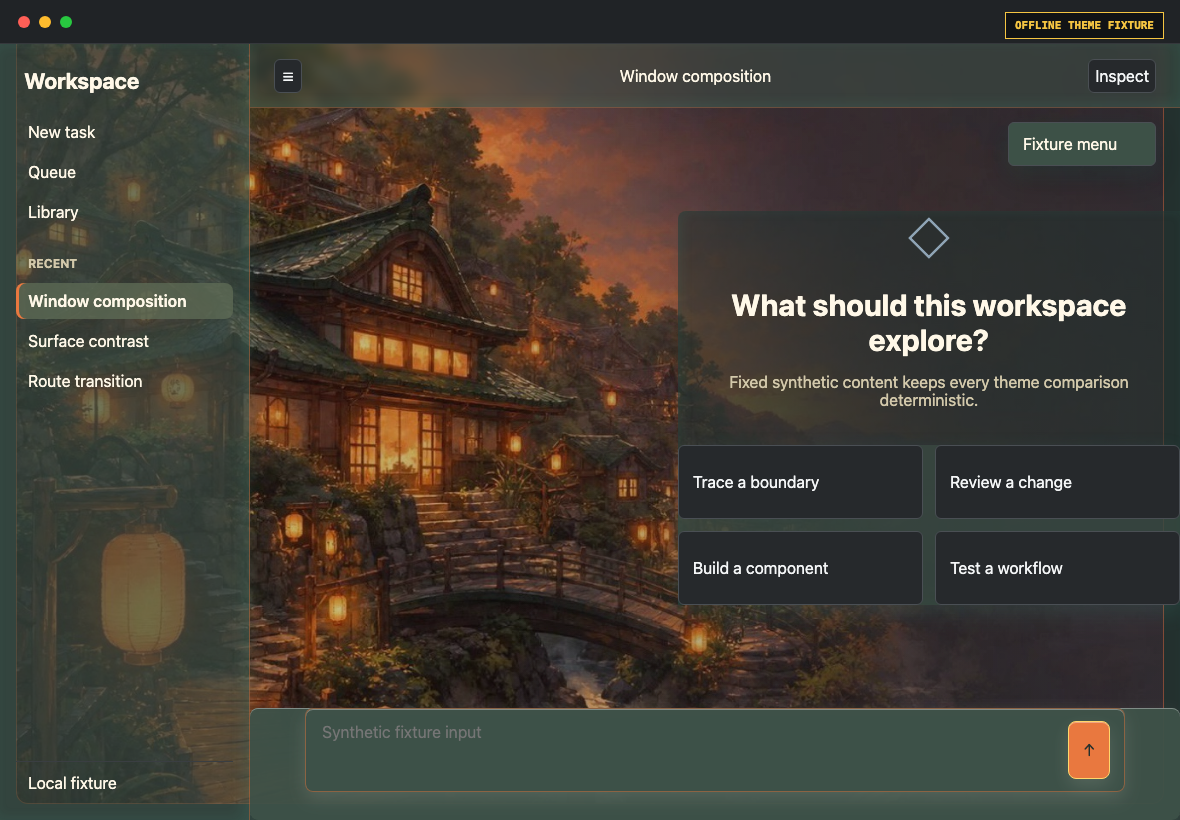 OFFLINE THEME FIXTURE
Workspace
New task
Queue
Library
RECENT
Window composition
Surface contrast
Route transition
Local fixture
Window composition
Inspect
Fixture menu
What should this workspace
explore?
Fixed synthetic content keeps every theme comparison
deterministic.
Trace a boundary
Review a change
Build a component
Test a workflow
Synthetic fixture input